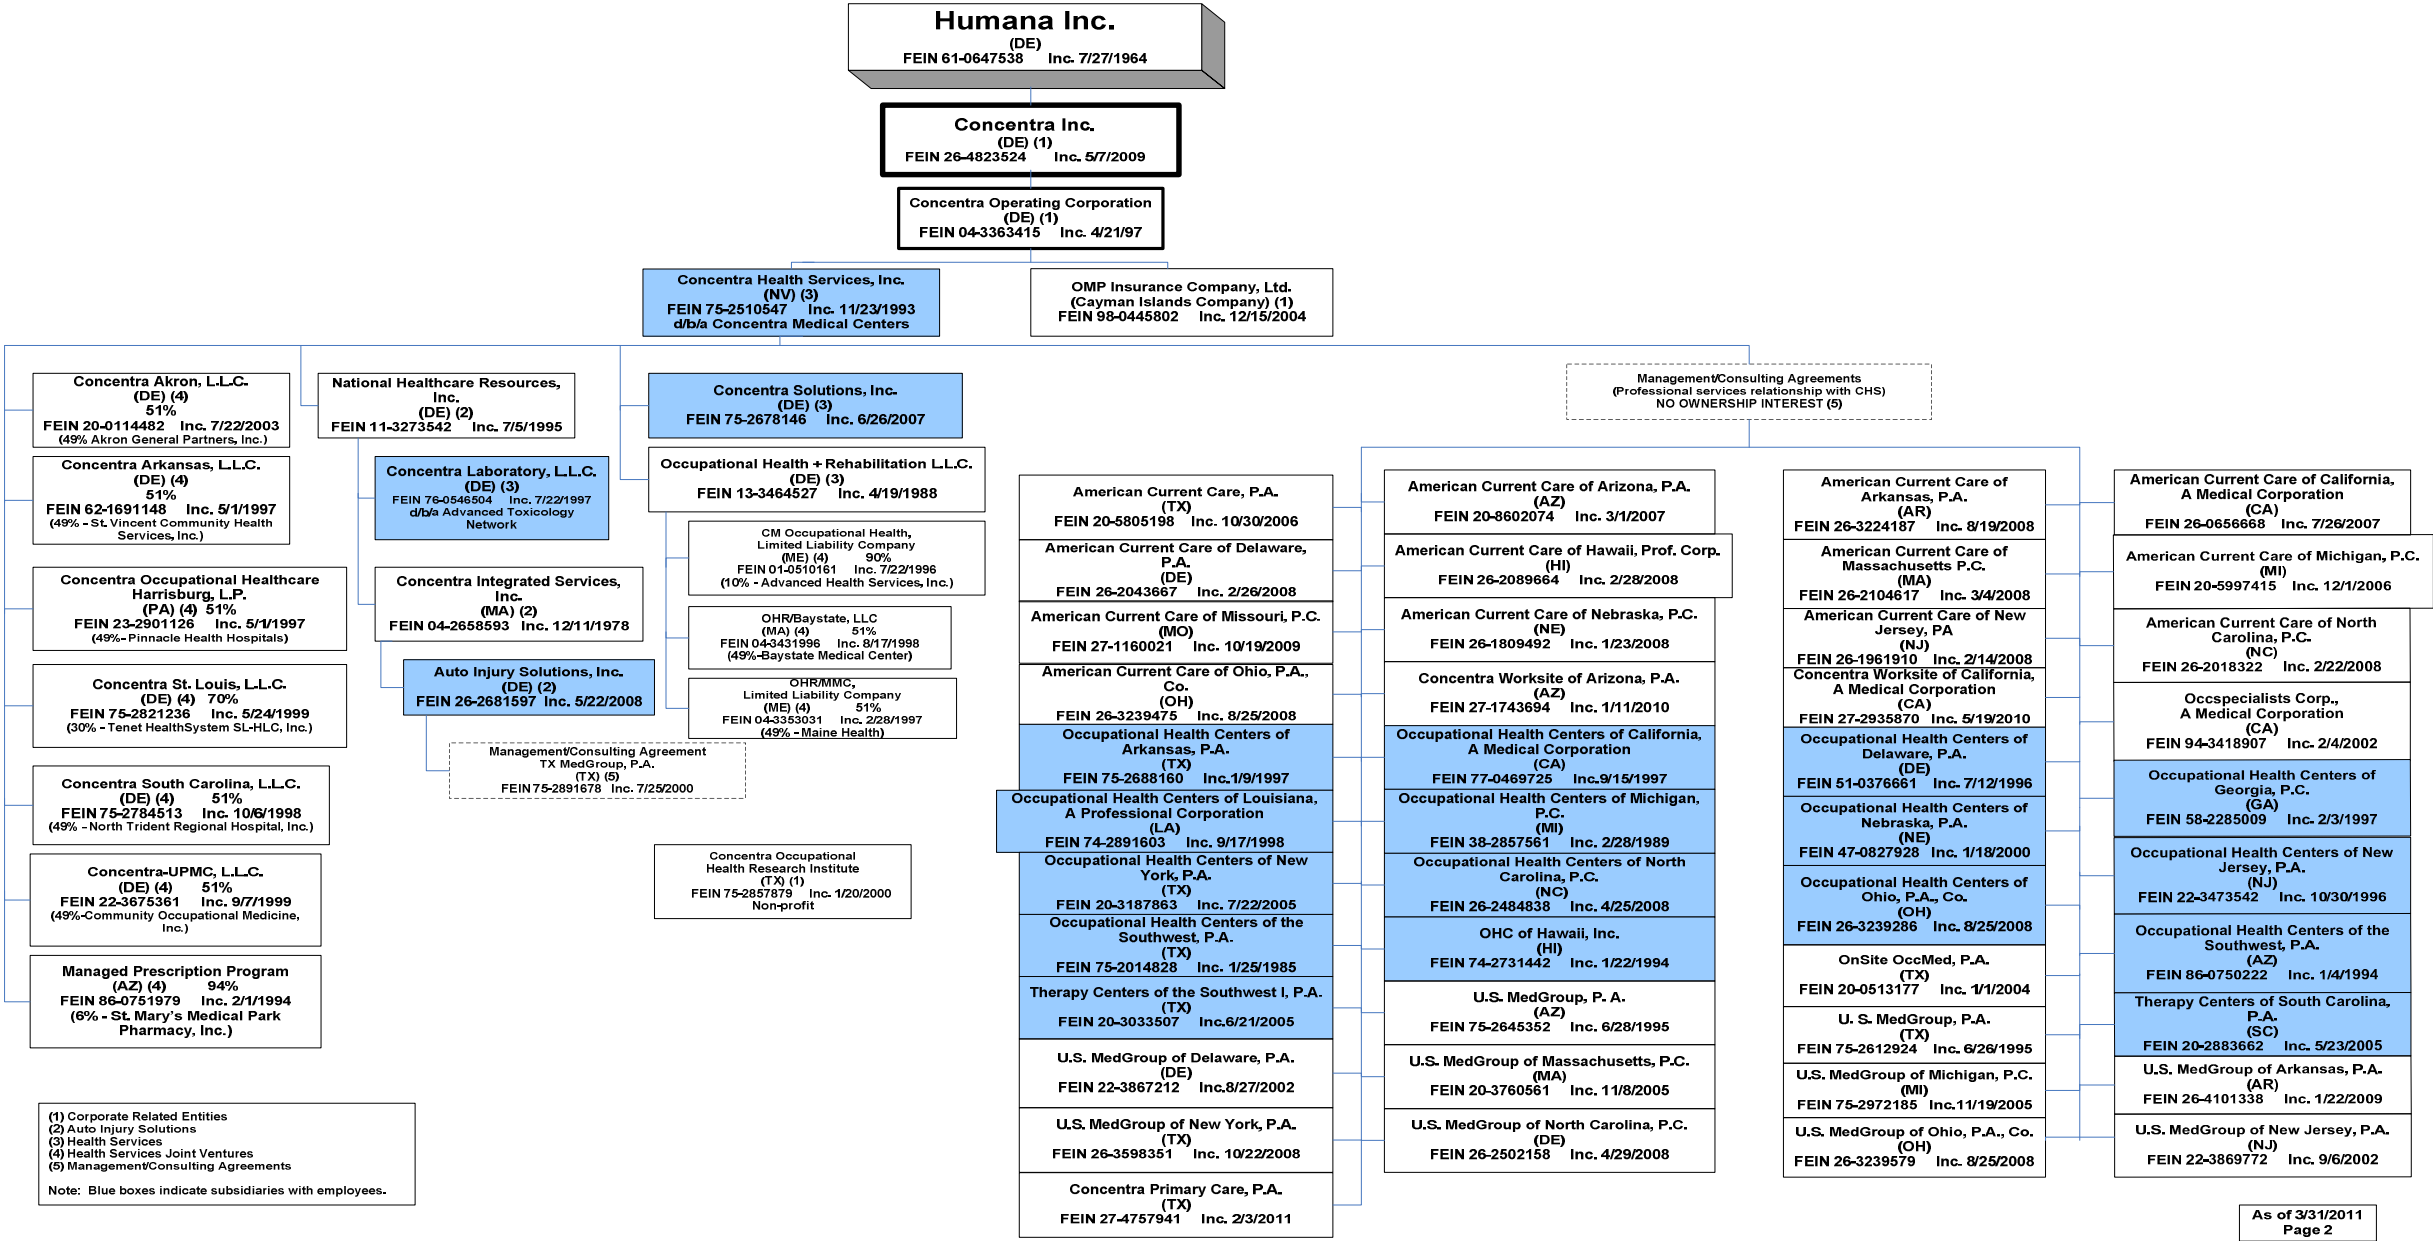 Humana Inc.
(DE)
FEIN 61-0647538 Inc. 7/27/1964
Concentra Inc.
(DE) (1)
FEIN 26-4823524 Inc. 5/7/2009
Concentra Operating Corporation
(DE) (1)
FEIN 04-3363415 Inc. 4/21/97
Concentra Health Services, Inc.
(NV) (3)
FEIN 75-2510547 Inc. 11/23/1993
d/b/a Concentra Medical Centers
OMP Insurance Company, Ltd.
(Cayman Islands Company) (1)
FEIN 98-0445802 Inc. 12/15/2004
Concentra Akron, L.L.C.
(DE) (4)
51%
FEIN 20-0114482 Inc. 7/22/2003
(49% Akron General Partners, Inc.)
Concentra Arkansas, L.L.C.
(DE) (4)
51%
FEIN 62-1691148 Inc. 5/1/1997
(49% - St. Vincent Community Health
Services, Inc.)
Concentra Occupational Healthcare
Harrisburg, L.P.
(PA) (4) 51%
FEIN 23-2901126 Inc. 5/1/1997
(49%- Pinnacle Health Hospitals)
Concentra St. Louis, L.L.C.
(DE) (4) 70%
FEIN 75-2821236 Inc. 5/24/1999
(30% - Tenet HealthSystem SL-HLC, Inc.)
Concentra South Carolina, L.L.C.
(DE) (4) 51%
FEIN 75-2784513 Inc. 10/6/1998
(49% - North Trident Regional Hospital, Inc.)
Concentra-UPMC, L.L.C.
(DE) (4) 51%
FEIN 22-3675361 Inc. 9/7/1999
(49%-Community Occupational Medicine,
Inc.)
Managed Prescription Program
(AZ) (4) 94%
FEIN 86-0751979 Inc. 2/1/1994
(6% - St. Mary's Medical Park
Pharmacy, Inc.)
National Healthcare Resources,
Inc.
(DE) (2)
FEIN 11-3273542 Inc. 7/5/1995
Concentra Laboratory, L.L.C.
(DE) (3)
FEIN 76-0546504 Inc. 7/22/1997
d/b/a Advanced Toxicology
Network
Concentra Integrated Services,
Inc.
(MA) (2)
FEIN 04-2658593 Inc. 12/11/1978
Auto Injury Solutions, Inc.
(DE) (2)
FEIN 26-2681597 Inc. 5/22/2008
Management/Consulting Agreement
TX MedGroup, P.A.
(TX) (5)
FEIN 75-2891678 Inc. 7/25/2000
Concentra Solutions, Inc.
(DE) (3)
FEIN 75-2678146 Inc. 6/26/2007
Occupational Health + Rehabilitation L.L.C.
(DE) (3)
FEIN 13-3464527 Inc. 4/19/1988
CM Occupational Health,
Limited Liability Company
(ME) (4) 90%
FEIN 01-0510161 Inc. 7/22/1996
(10% - Advanced Health Services, Inc.)
OHR/Baystate, LLC
(MA) (4) 51%
FEIN 04-3431996 Inc. 8/17/1998
(49%-Baystate Medical Center)
OHR/MMC,
Limited Liability Company
(ME) (4) 51%
FEIN 04-3353031 Inc. 2/28/1997
(49% - Maine Health)
Concentra Occupational
Health Research Institute
(TX) (1)
FEIN 75-2857879 Inc. 1/20/2000
Non-profit
Management/Consulting Agreements
(Professional services relationship with CHS)
NO OWNERSHIP INTEREST (5)
American Current Care, P.A.
(TX)
FEIN 20-5805198 Inc. 10/30/2006
American Current Care of Delaware,
P.A.
(DE)
FEIN 26-2043667 Inc. 2/26/2008
American Current Care of Missouri, P.C.
(MO)
FEIN 27-1160021 Inc. 10/19/2009
American Current Care of Ohio, P.A.,
Co.
(OH)
FEIN 26-3239475 Inc. 8/25/2008
Occupational Health Centers of
Arkansas, P.A.
(TX)
FEIN 75-2688160 Inc.1/9/1997
Occupational Health Centers of Louisiana,
A Professional Corporation
(LA)
FEIN 74-2891603 Inc. 9/17/1998
Occupational Health Centers of New
York, P.A.
(TX)
FEIN 20-3187863 Inc. 7/22/2005
Occupational Health Centers of the
Southwest, P.A.
(TX)
FEIN 75-2014828 Inc. 1/25/1985
Therapy Centers of the Southwest I, P.A.
(TX)
FEIN 20-3033507 Inc.6/21/2005
U.S. MedGroup of Delaware, P.A.
(DE)
FEIN 22-3867212 Inc.8/27/2002
U.S. MedGroup of New York, P.A.
(TX)
FEIN 26-3598351 Inc. 10/22/2008
Concentra Primary Care, P.A.
(TX)
FEIN 27-4757941 Inc. 2/3/2011
American Current Care of Arizona, P.A.
(AZ)
FEIN 20-8602074 Inc. 3/1/2007
American Current Care of Hawaii, Prof. Corp.
(HI)
FEIN 26-2089664 Inc. 2/28/2008
American Current Care of Nebraska, P.C.
(NE)
FEIN 26-1809492 Inc. 1/23/2008
Concentra Worksite of Arizona, P.A.
(AZ)
FEIN 27-1743694 Inc. 1/11/2010
Occupational Health Centers of California,
A Medical Corporation
(CA)
FEIN 77-0469725 Inc.9/15/1997
Occupational Health Centers of Michigan,
P.C.
(MI)
FEIN 38-2857561 Inc. 2/28/1989
Occupational Health Centers of North
Carolina, P.C.
(NC)
FEIN 26-2484838 Inc. 4/25/2008
OHC of Hawaii, Inc.
(HI)
FEIN 74-2731442 Inc. 1/22/1994
U.S. MedGroup, P. A.
(AZ)
FEIN 75-2645352 Inc. 6/28/1995
U.S. MedGroup of Massachusetts, P.C.
(MA)
FEIN 20-3760561 Inc. 11/8/2005
U.S. MedGroup of North Carolina, P.C.
(DE)
FEIN 26-2502158 Inc. 4/29/2008
American Current Care of
Arkansas, P.A.
(AR)
FEIN 26-3224187 Inc. 8/19/2008
American Current Care of
Massachusetts P.C.
(MA)
FEIN 26-2104617 Inc. 3/4/2008
American Current Care of New
Jersey, PA
(NJ)
FEIN 26-1961910 Inc. 2/14/2008
Concentra Worksite of California,
A Medical Corporation
(CA)
FEIN 27-2935870 Inc. 5/19/2010
Occupational Health Centers of
Delaware, P.A.
(DE)
FEIN 51-0376661 Inc. 7/12/1996
Occupational Health Centers of
Nebraska, P.A.
(NE)
FEIN 47-0827928 Inc. 1/18/2000
Occupational Health Centers of
Ohio, P.A., Co.
(OH)
FEIN 26-3239286 Inc. 8/25/2008
OnSite OccMed, P.A.
(TX)
FEIN 20-0513177 Inc. 1/1/2004
U. S. MedGroup, P.A.
(TX)
FEIN 75-2612924 Inc. 6/26/1995
U.S. MedGroup of Michigan, P.C.
(MI)
FEIN 75-2972185 Inc.11/19/2005
U.S. MedGroup of Ohio, P.A., Co.
(OH)
FEIN 26-3239579 Inc. 8/25/2008
American Current Care of California,
A Medical Corporation
(CA)
FEIN 26-0656668 Inc. 7/26/2007
American Current Care of Michigan, P.C.
(MI)
FEIN 20-5997415 Inc. 12/1/2006
American Current Care of North
Carolina, P.C.
(NC)
FEIN 26-2018322 Inc. 2/22/2008
Occspecialists Corp.,
A Medical Corporation
(CA)
FEIN 94-3418907 Inc. 2/4/2002
Occupational Health Centers of
Georgia, P.C.
(GA)
FEIN 58-2285009 Inc. 2/3/1997
Occupational Health Centers of New
Jersey, P.A.
(NJ)
FEIN 22-3473542 Inc. 10/30/1996
Occupational Health Centers of the
Southwest, P.A.
(AZ)
FEIN 86-0750222 Inc. 1/4/1994
Therapy Centers of South Carolina,
P.A.
(SC)
FEIN 20-2883662 Inc. 5/23/2005
U.S. MedGroup of Arkansas, P.A.
(AR)
FEIN 26-4101338 Inc. 1/22/2009
U.S. MedGroup of New Jersey, P.A.
(NJ)
FEIN 22-3869772 Inc. 9/6/2002
(1) Corporate Related Entities
(2) Auto Injury Solutions
(3) Health Services
(4) Health Services Joint Ventures
(5) Management/Consulting Agreements
Note: Blue boxes indicate subsidiaries with employees.
As of 3/31/2011
Page 2